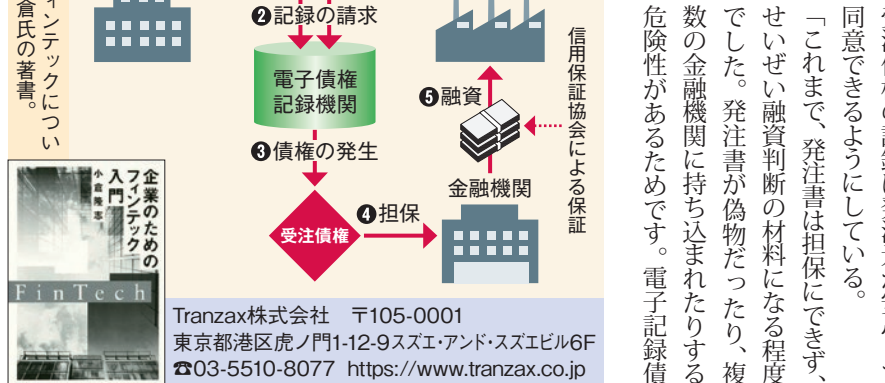 同意できるようにしている。
「これまで、発注書は担保にできず、
せいぜい融資判断の材料になる程度
でした。発注書が偽物だったり、複
数の金融機関に持ち込まれたりする
危険性があるためです。電子記録債
❷記録の請求
電子債権
記録機関
❸債権の発生
受注債権
❹担保
金融機関
❺融資
信用保証協会による保証
ィンテックについ
倉氏の著書。
企業のための
フィンテック
入門
小倉隆志
FinTech
Tranzax株式会社 〒105-0001
東京都港区虎ノ門1-12-9スズエ・アンド・スズエビル6F
☎03-5510-8077 https://www.tranzax.co.jp